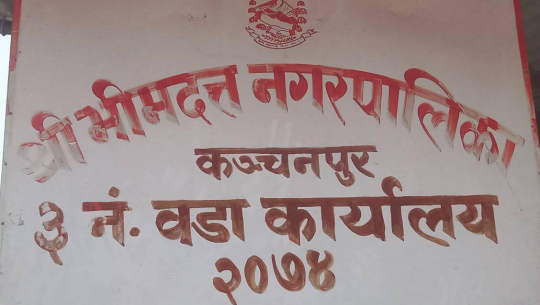 श्री भीमदत्त नगरपालिका
कञ्चनपुर
३ नं. वडा कार्यालय
२०७४